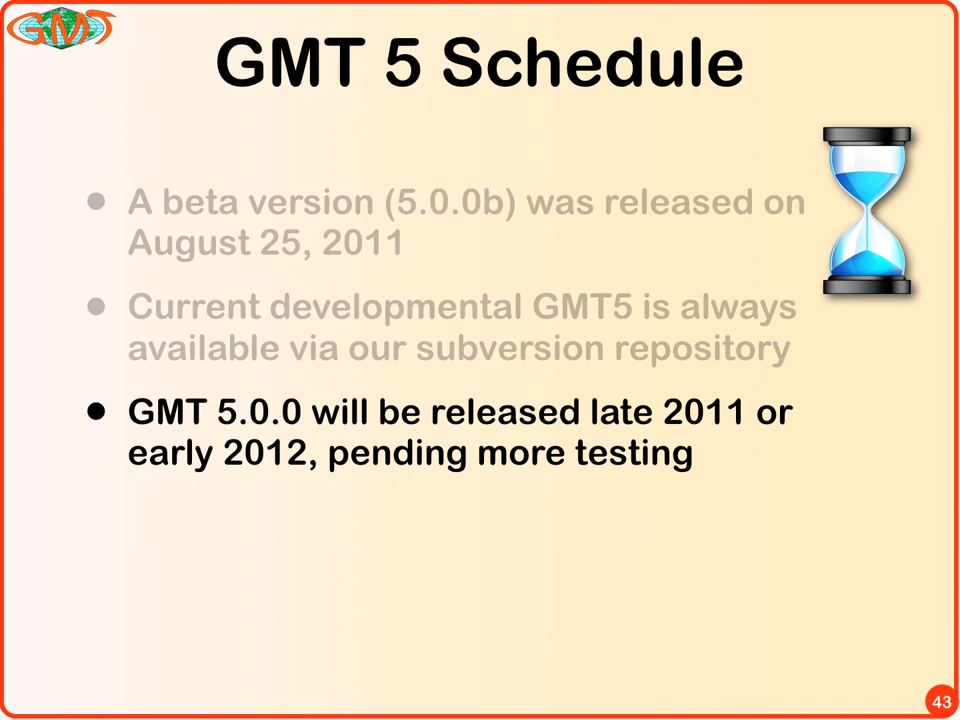 GMT
GMT 5 Schedule
• A beta version (5.0.0b) was released on
August 25, 2011
• Current developmental GMT5 is always
available via our subversion repository
• GMT 5.0.0 will be released late 2011 or
early 2012, pending more testing
43